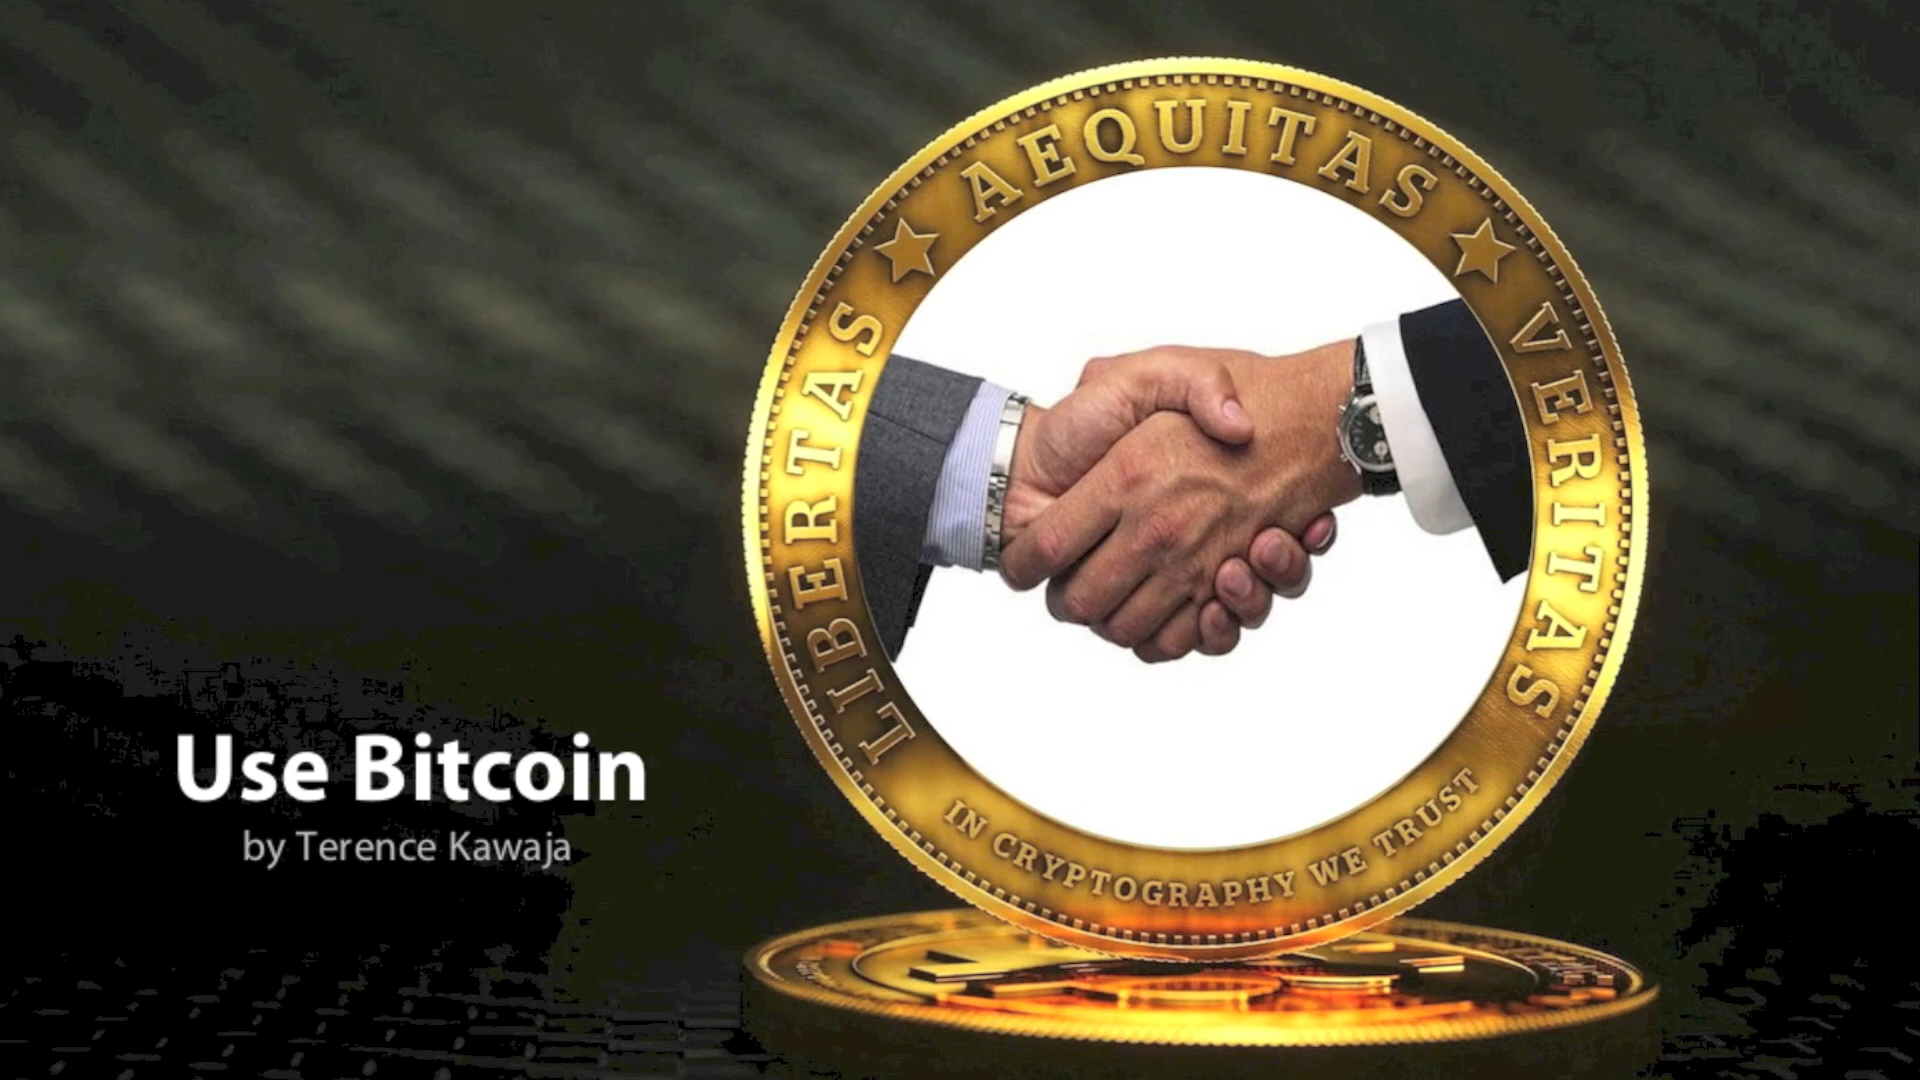 LIBERTAS ★ AEQUITAS ★ VERITAS
IN CRYPTOGRAPHY WE TRUST
Use Bitcoin
by Terence Kawaja